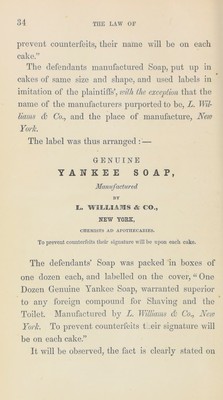 34 THE LAW OF
prevent counterfeits, their name will be on each
cake."
The defendants manufactured Soap, put up in
cakes of same size and shape, and used labels in
imitation of the plaintiffs', with the exception that the
name of the manufacturers purported to be, L. Wil-
liams & Co., and the place of manufacture, New
York.
The label was thus arranged : —
GENUINE
YANKEE SOAP,
Manufactured
BY
L. WILLIAMS & CO.,
NEW YORK,
CHEMISTS AD APOTHECARIES.
To prevent counterfeits their signature will be upon each cake.
The defendants' Soap was packed in boxes of
one dozen each, and labelled on the cover, "One
Dozen Genuine Yankee Soap, warranted superior
to any foreign compound for Shaving and the
Toilet. Manufactured by L. Williams & Co., New
York. To prevent counterfeits their signature will
be on each cake."
It will be observed, the fact is clearly stated on